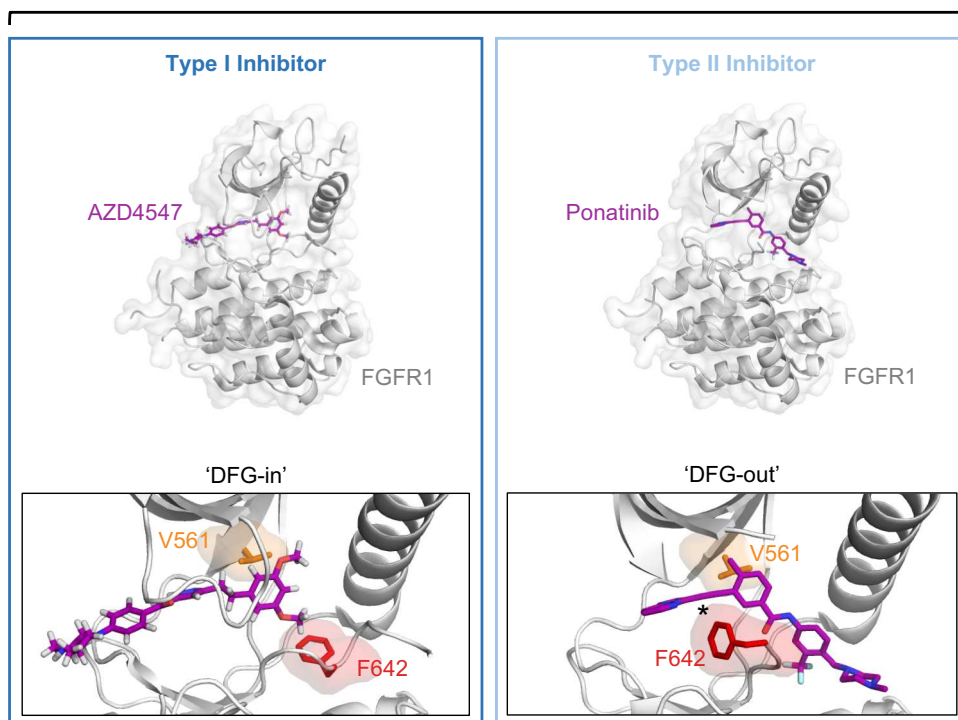 Type I Inhibitor
AZD4547
FGFR1
‘DFG-in’
V561
F642
Type II Inhibitor
Ponatinib
FGFR1
‘DFG-out’
V561
*
F642